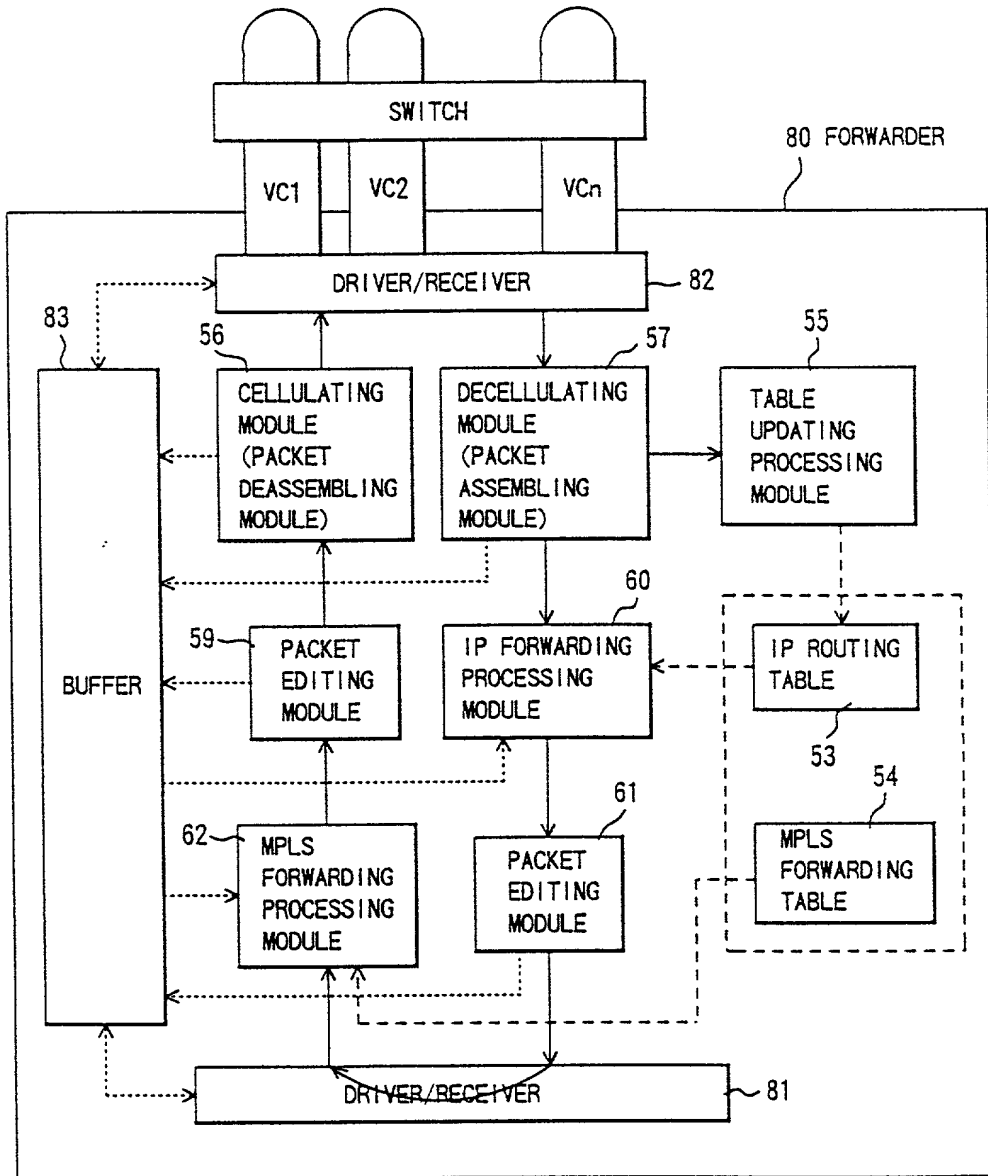 SWITCH
80 FORWARDER
VC1
VC2
VCn
DRIVER/RECEIVER
82
83
56
57
55
CELLULATING
MODULE
(PACKET
DEASSEMBLING
MODULE)
DECELLULATING
MODULE
(PACKET
ASSEMBLING
MODULE)
TABLE
UPDATING
PROCESSING
MODULE
BUFFER
59
PACKET
EDITING
MODULE
60
IP FORWARDING
PROCESSING
MODULE
IP ROUTING
TABLE
53
62
MPLS
FORWARDING
PROCESSING
MODULE
61
PACKET
EDITING
MODULE
54
MPLS
FORWARDING
TABLE
DRIVER/RECEIVER
81